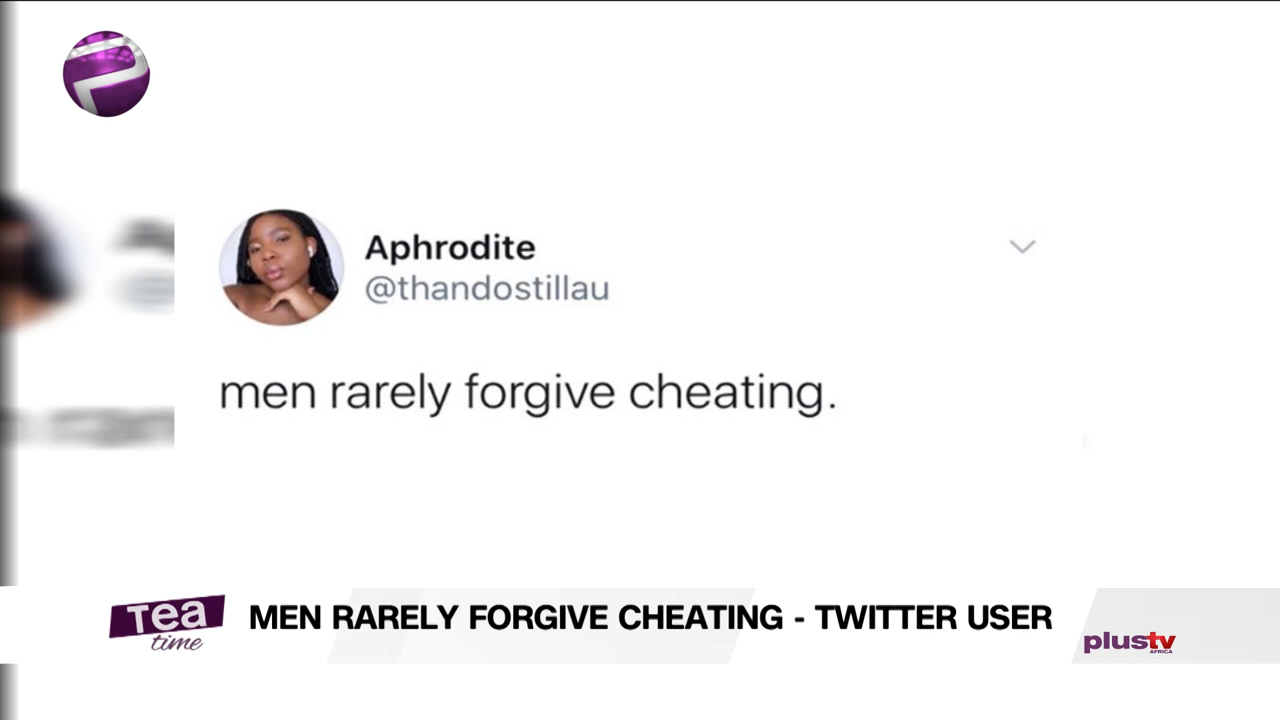 Aphrodite
@thandostillau
men rarely forgive cheating.
Tea
time
MEN RARELY FORGIVE CHEATING - TWITTER USER
plustv
AFRICA